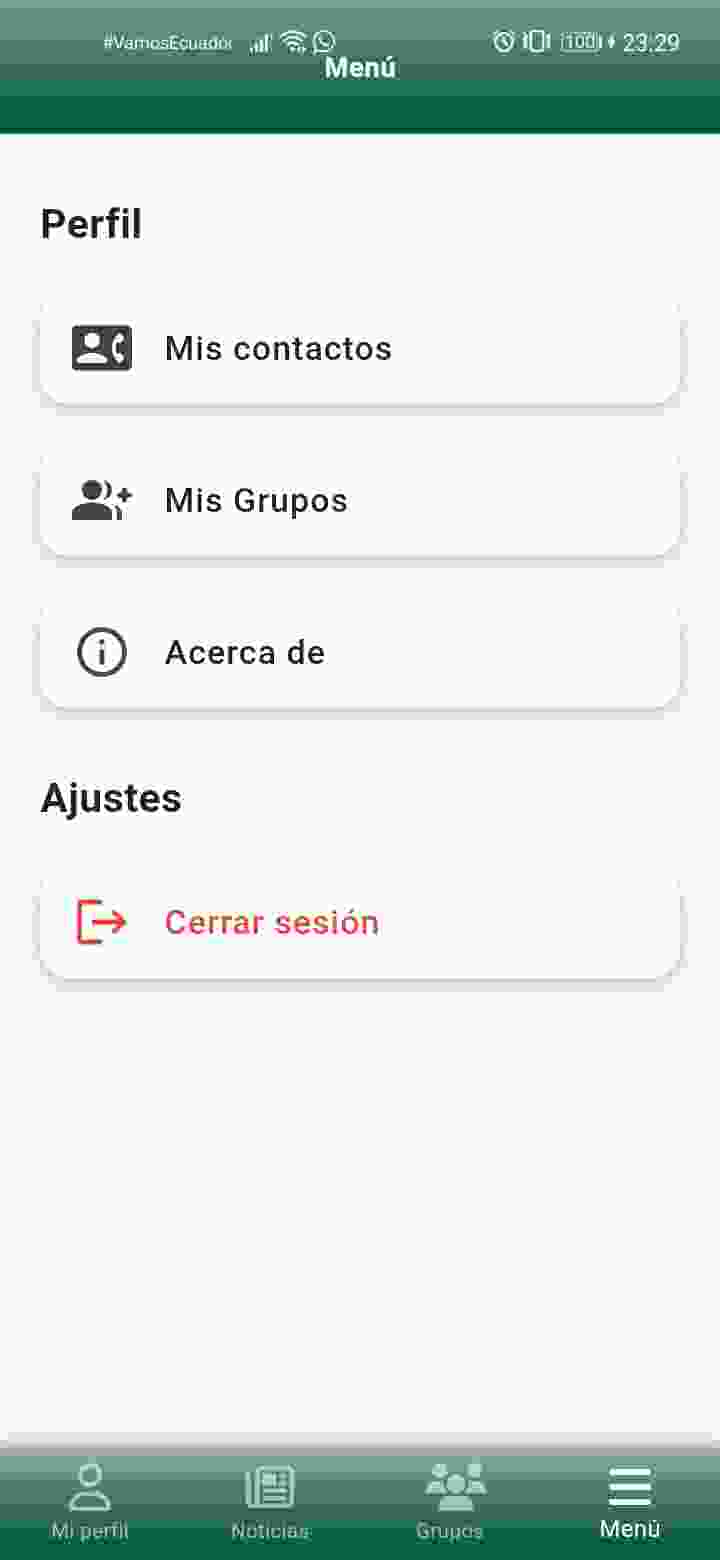 #VamosEcuador 100 23:29
Menú
Perfil
Mis contactos
Mis Grupos
Acerca de
Ajustes
Cerrar sesión
Mi perfil Noticias Grupos Menú